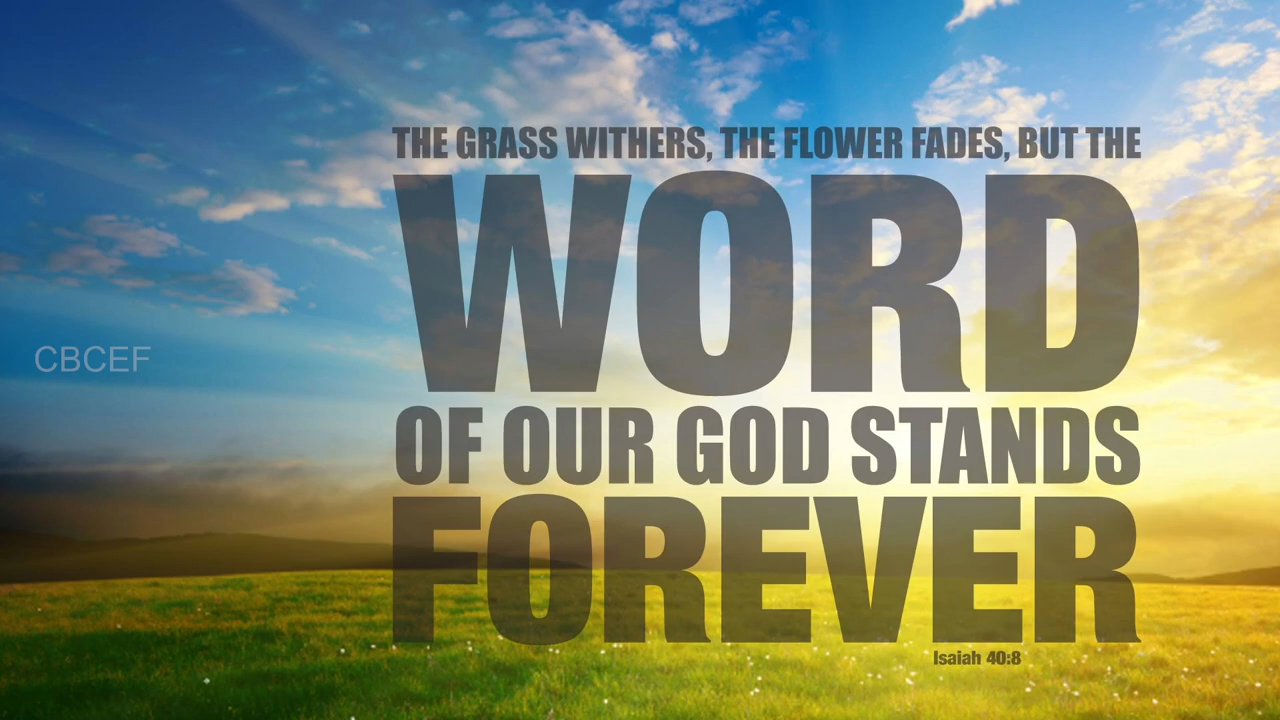 THE GRASS WITHERS, THE FLOWER FADES, BUT THE
WORD
CBCEF
OF OUR GOD STANDS
FOREVER
Isaiah 40:8